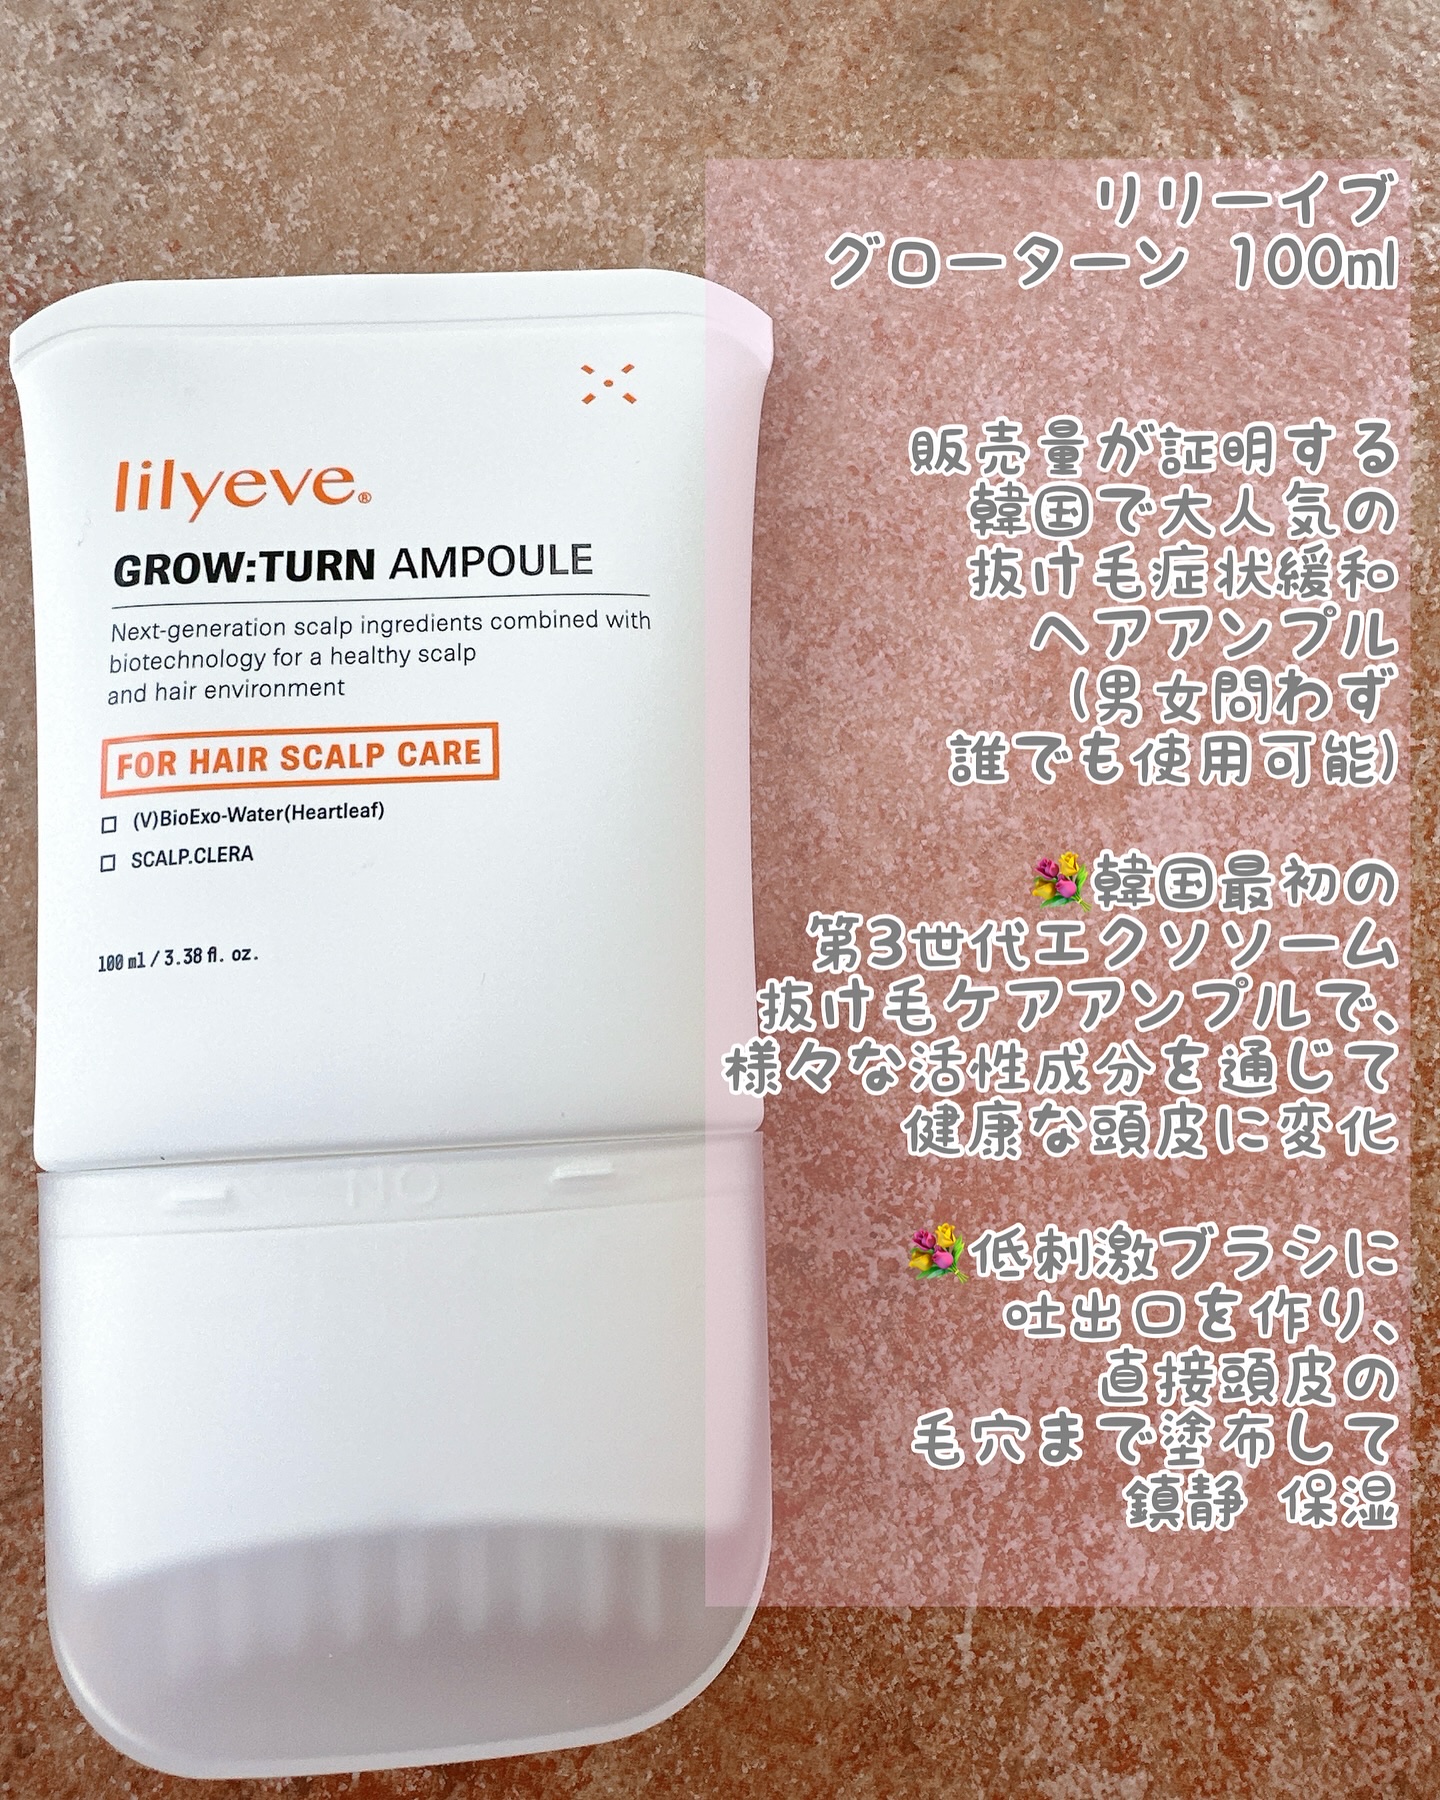 リリーイブ
グローターン 100ml
販売量が証明する
韓国で大人気の
抜け毛症状緩和
ヘアアンプル
(男女問わず
誰でも使用可能)
💐韓国最初の
第3世代エクソソーム
抜け毛ケアアンプルで、
様々な活性成分を通じて
健康な頭皮に変化
💐低刺激ブラシに
吐出口を作り、
直接頭皮の
毛穴まで塗布して
鎮静 保湿
lilyeve®
GROW:TURN AMPOULE
Next-generation scalp ingredients combined with
biotechnology for a healthy scalp
and hair environment
FOR HAIR SCALP CARE
□ (V)BioExo-Water(Heartleaf)
□ SCALP.CLERA
100 ml / 3.38 fl. oz.